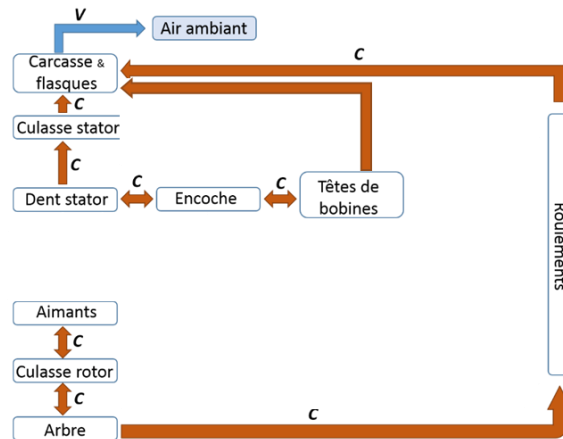 V
Air ambiant
C
Carcasse &
flasques
C
Culasse stator
C
C
C
Dent stator
Encoche
Têtes de
bobines
Roulements
Aimants
C
Culasse rotor
C
C
Arbre